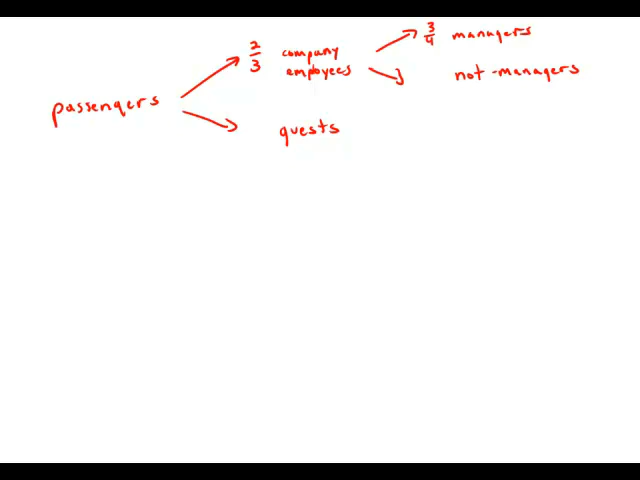 2/3 company
employees
3/4 managers
not-managers
passengers
guests